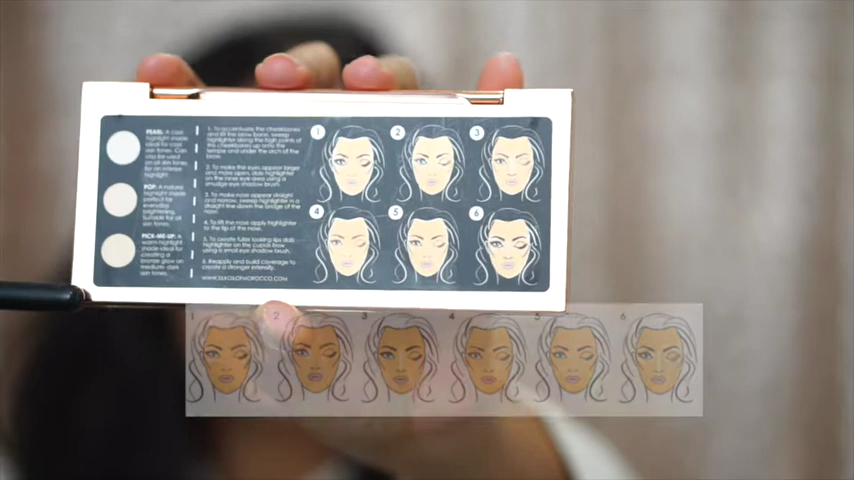 PEARL: A cool
highlight shade
ideal for cool
skin tones. Can
also be used
on all skin tones
for an intense
highlight
POP: A natural
highlight shade
perfect for
everyday
brightening.
Suitable for all
skin tones.
PICK-ME-UP: A
warm highlight
shade ideal for
creating a
bronze glow on
medium-dark
skin tones.
1. To accentuate the cheekbones
and lift the brow bone, sweep
highlighter along the high points of
the cheekbones up onto the
temple and under the arch of the
brow.
2. To make the eyes appear larger
and more open, dab highlighter
on the inner eye area using a
smudge eye shadow brush.
3. To make nose appear straight
and narrow, sweep highlighter in a
straight line down the bridge of the
nose.
4. To lift the nose apply highlighter
to the tip of the nose.
5. To create fuller looking lips dab
highlighter on the cupids bow
using a small eye shadow brush.
6. Reapply and build coverage to
create a stronger intensity.
WWW.SILKOILOFMOROCCO.COM
1 2 3
4 5 6
1 2 3 4 5 6